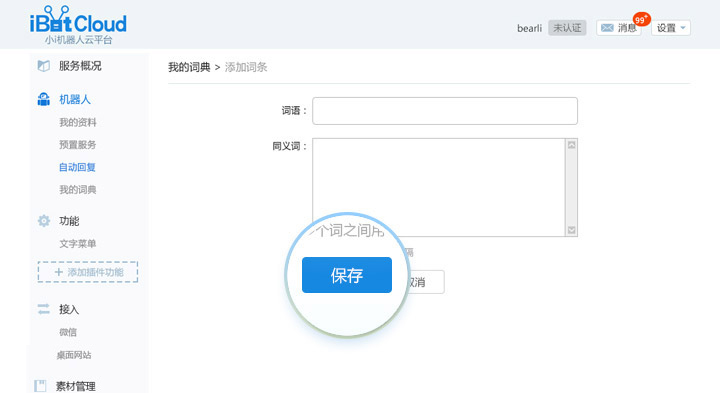 iBot Cloud
小i机器人云平台
bearli 未认证 消息 99+ 设置
服务概况
我的词典 > 添加词条
机器人
我的资料
预置服务
自动回复
我的词典
功能
文字菜单
+ 添加插件功能
接入
微信
桌面网站
素材管理
词语：
同义词：
个词之间用
隔
保存
取消